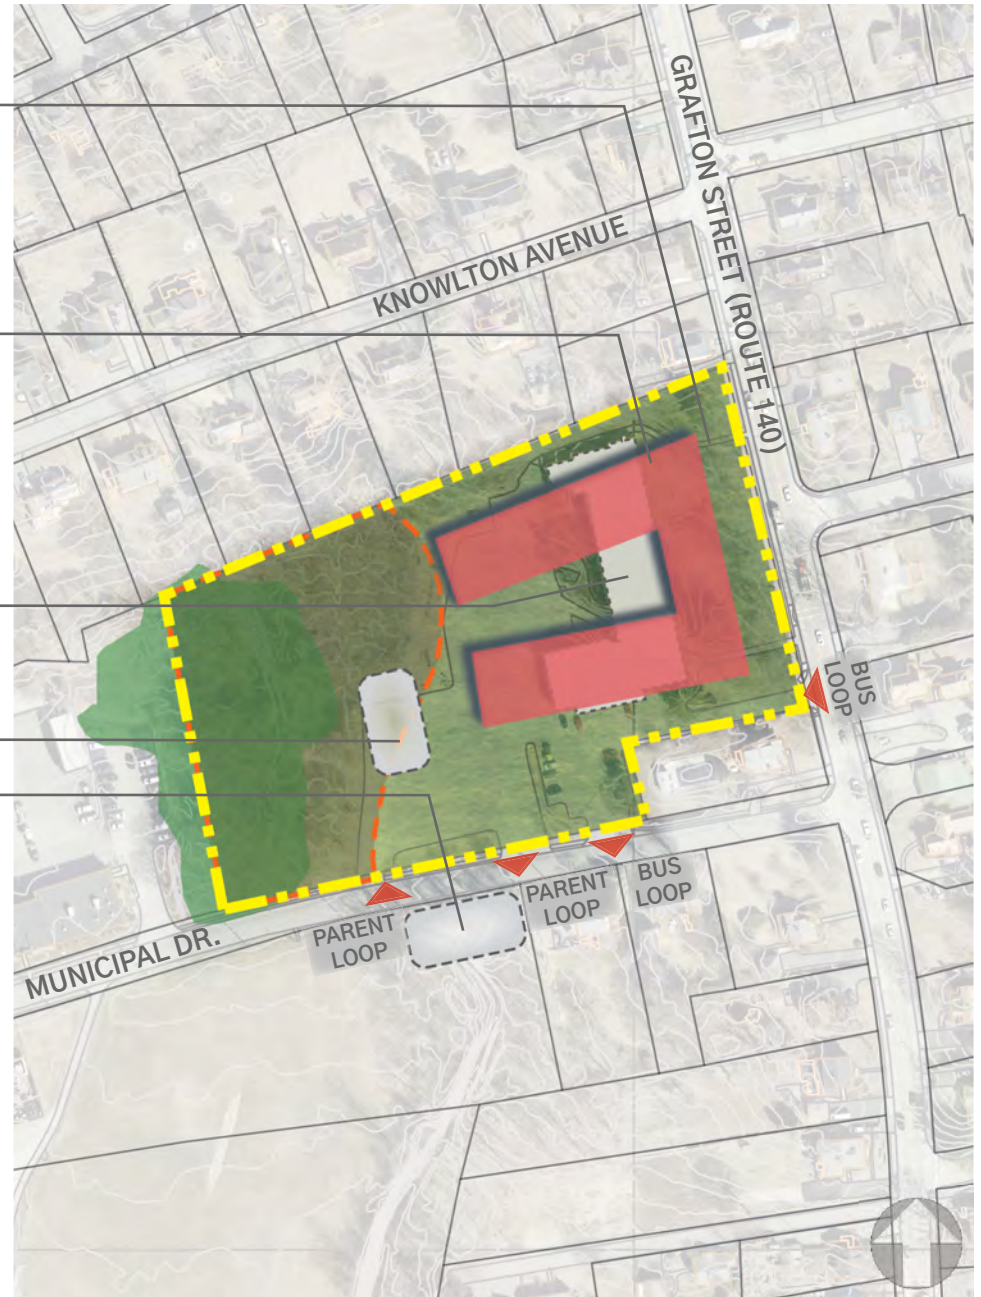 GRAFTON STREET (ROUTE 140)
KNOWLTON AVENUE
BUS
LOOP
BUS
LOOP
PARENT
LOOP
PARENT
LOOP
MUNICIPAL DR.